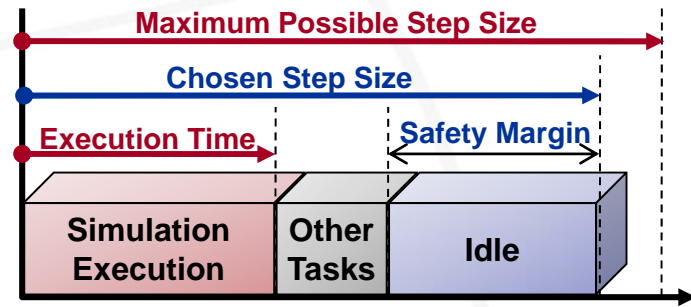 Maximum Possible Step Size
Chosen Step Size
Execution Time
Safety Margin
Simulation
Execution
Other
Tasks
Idle